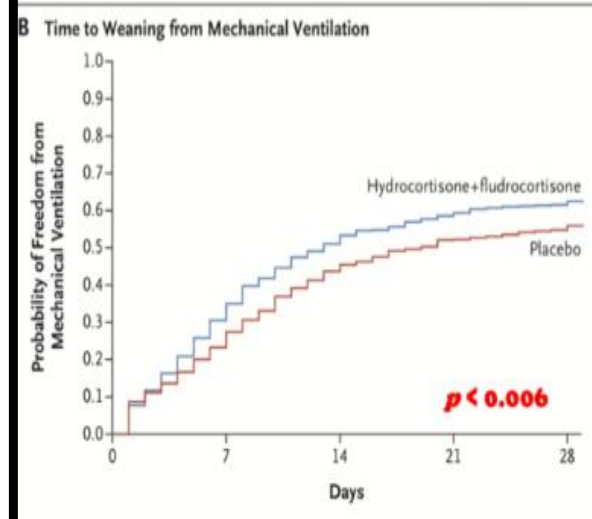 B Time to Weaning from Mechanical Ventilation
Probability of Freedom from
Mechanical Ventilation
1.0
0.9
0.8
0.7
0.6
0.5
0.4
0.3
0.2
0.1
0.0
Hydrocortisone+fludrocortisone
Placebo
p< 0.006
0 7 14 21 28
Days